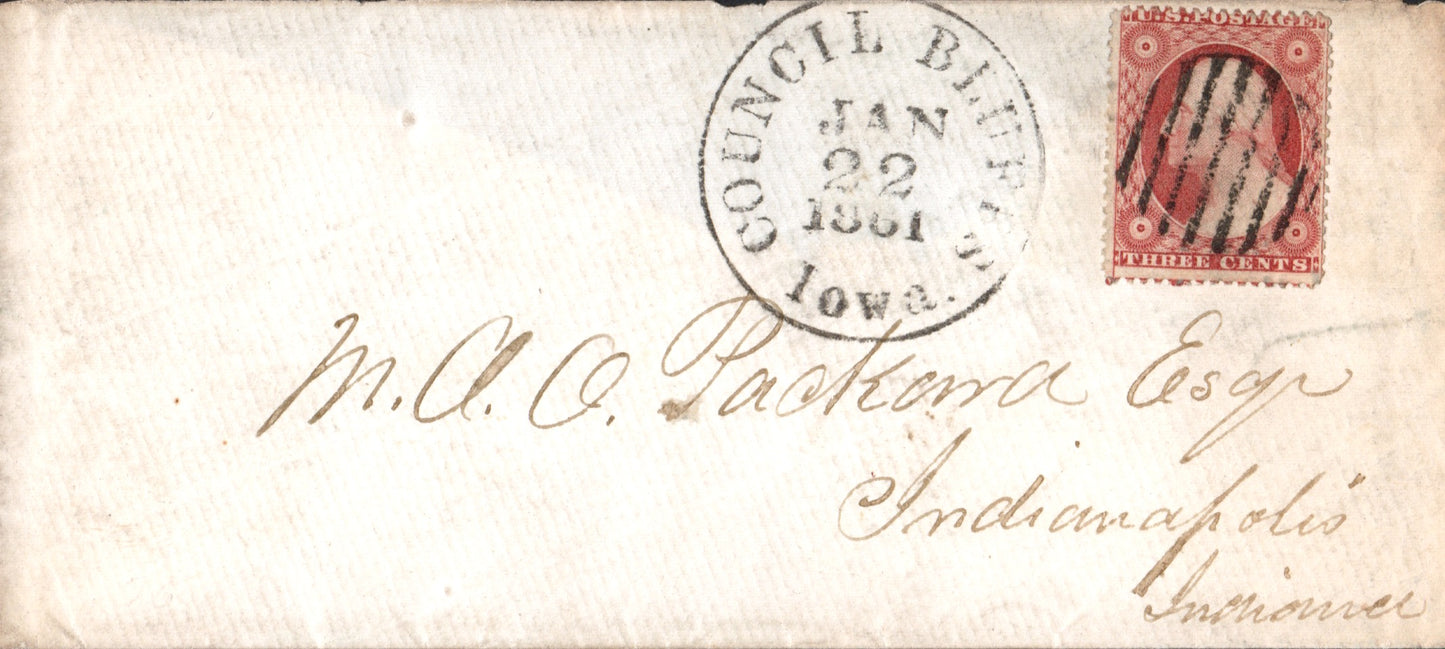 U.S. POSTAGE
THREE CENTS
COUNCIL BLUFFS
JAN
22
1861
Iowa.
M. A. O. Packard Esqr
Indianapolis
Indiana